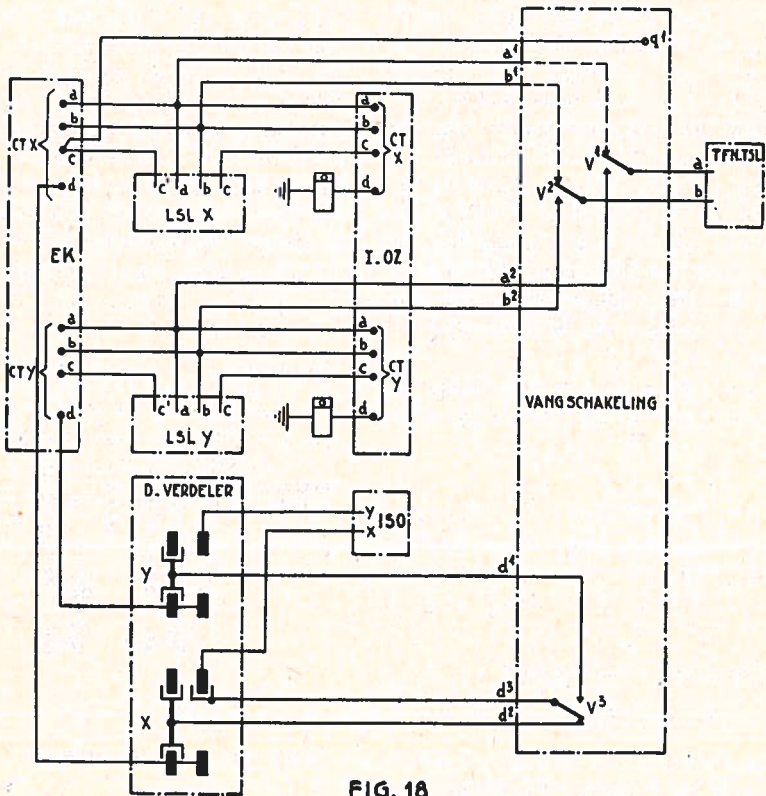 q¹
a¹
b¹
a
b
c
d
CT X
EK
c' a b c
LSL X
a
b
c
d
CT
X
I.OZ
V¹
V²
a
b
TFN.TSL
a²
b²
a
b
c
d
CT Y
c' a b c
LSL Y
a
b
c
d
CT
Y
VANGSCHAKELING
D. VERDELER
Y
X
ISO
Y
d¹
X
d³
d²
V³
FIG. 18